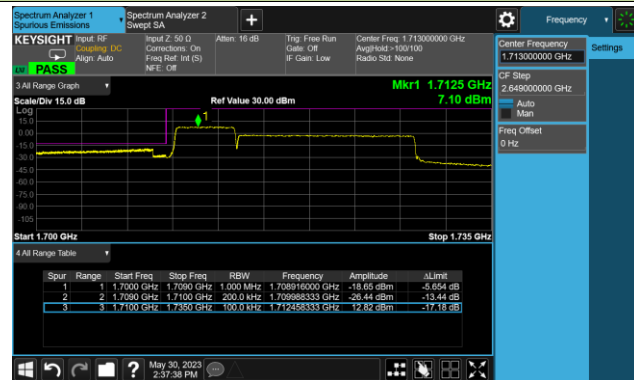 Spectrum Analyzer 1
Spurious Emissions
Spectrum Analyzer 2
Swept SA
+
Frequency
KEYSIGHT
Input: RF
Coupling: DC
Align: Auto
Input Z: 50 Ω
Corrections: On
Freq Ref: Int (S)
NFE: Off
Atten: 16 dB
Trig: Free Run
Gate: Off
IF Gain: Low
Center Freq: 1.713000000 GHz
Avg|Hold:>100/100
Radio Std: None
PASS
Center Frequency
1.713000000 GHz
Settings
CF Step
2.649000000 MHz
Auto
Man
Freq Offset
0 Hz
3 All Range Graph
Scale/Div 15.0 dB
Ref Value 30.00 dBm
Mkr1 1.7125 GHz
7.10 dBm
Log
15.0
0.00
-15.0
-30.0
-45.0
-60.0
-75.0
-90.0
-105
1
Start 1.700 GHz
Stop 1.735 GHz
4 All Range Table
Spur Range Start Freq Stop Freq RBW Frequency Amplitude ΔLimit
1 1 1.7000 GHz 1.7090 GHz 1.000 MHz 1.708916000 GHz -18.65 dBm -5.654 dB
2 2 1.7090 GHz 1.7100 GHz 200.0 kHz 1.709988333 GHz -26.44 dBm -13.44 dB
3 3 1.7100 GHz 1.7350 GHz 100.0 kHz 1.712458333 GHz 12.82 dBm -17.18 dB
?
May 30, 2023
2:37:38 PM